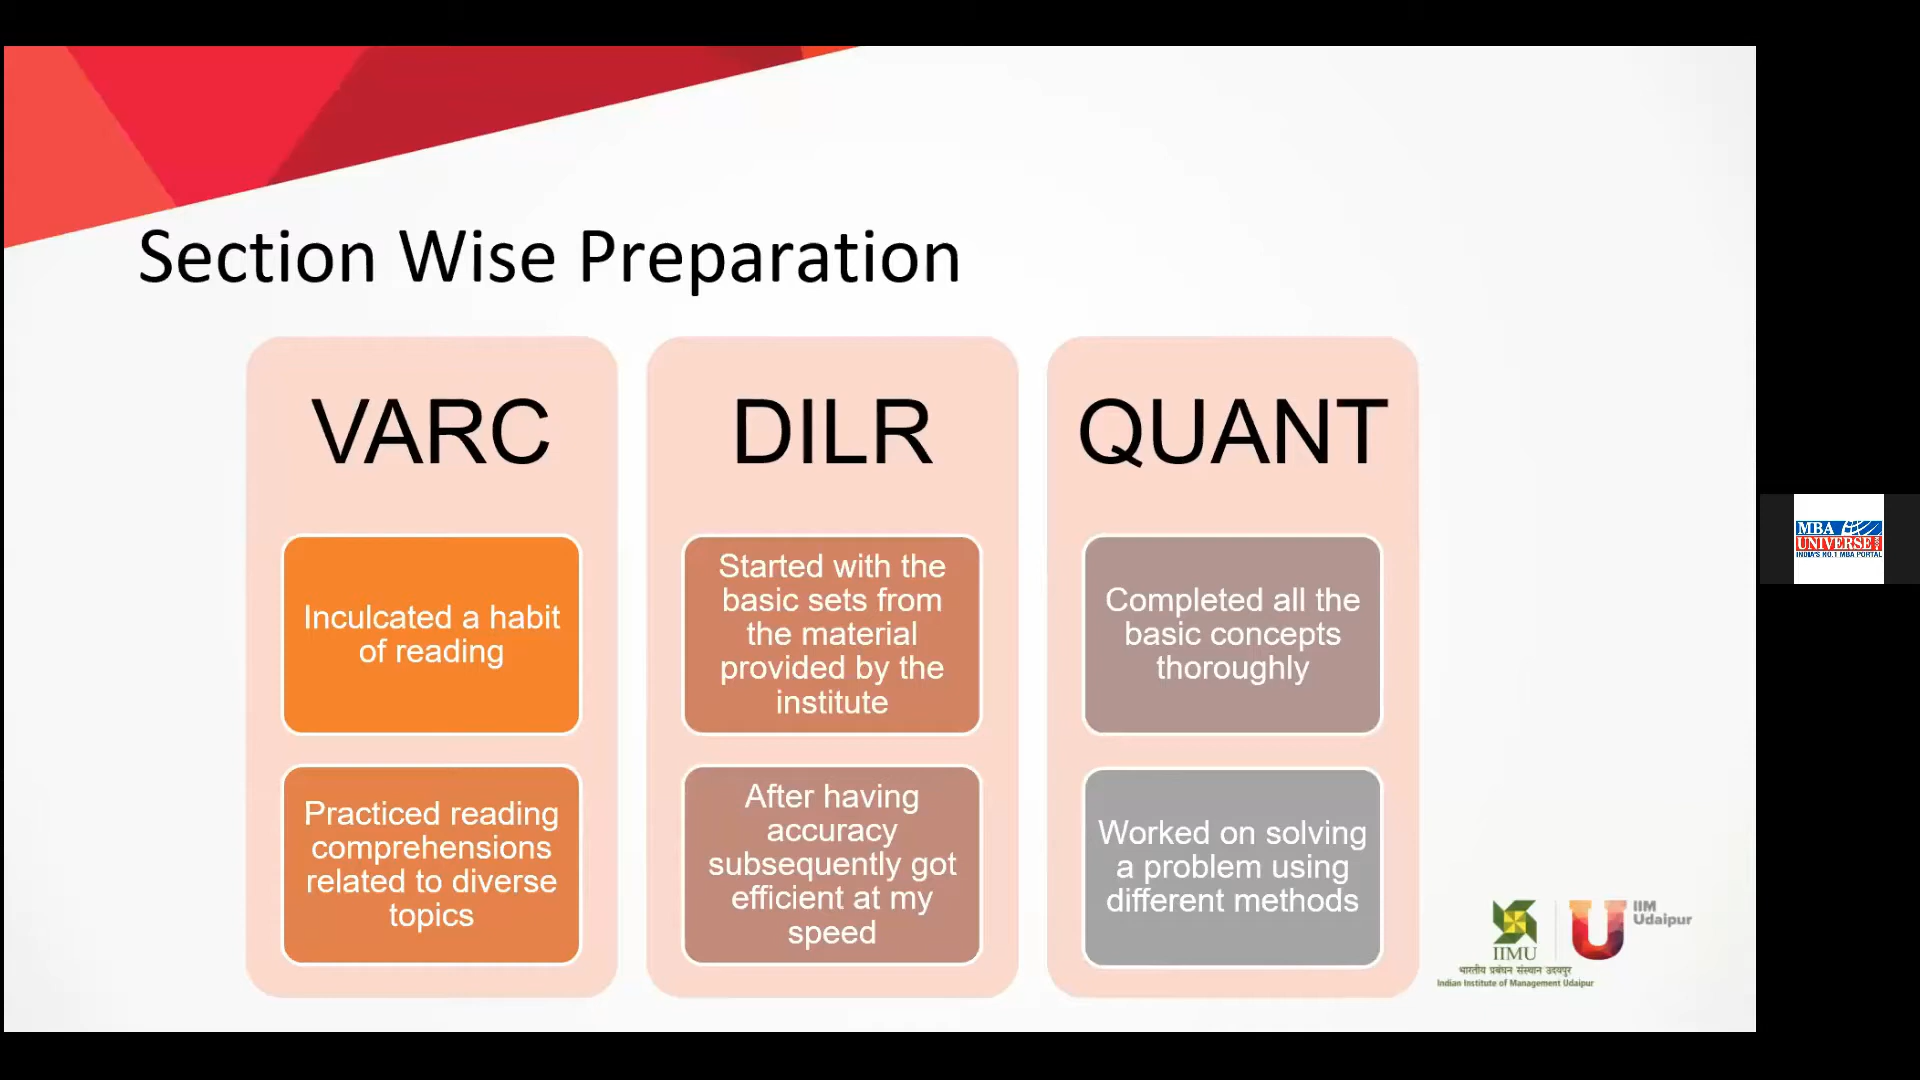 Section Wise Preparation
VARC
Inculcated a habit
of reading
Practiced reading
comprehensions
related to diverse
topics
DILR
Started with the
basic sets from
the material
provided by the
institute
After having
accuracy
subsequently got
efficient at my
speed
QUANT
Completed all the
basic concepts
thoroughly
Worked on solving
a problem using
different methods
IIMU
भारतीय प्रबंधन संस्थान उदयपुर
Indian Institute of Management Udaipur
U
IIM
Udaipur
MBA
UNIVERSE
INDIA'S NO.1 MBA PORTAL